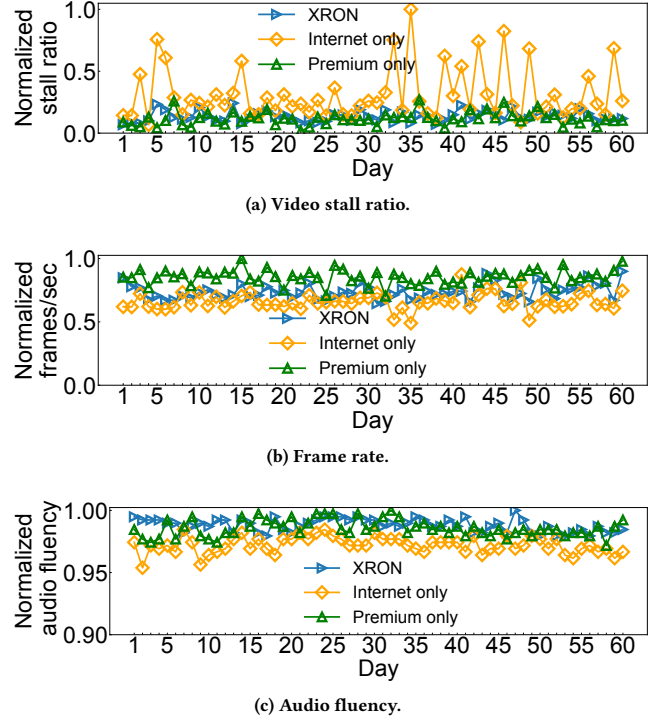 Normalized
stall ratio
1.0
0.5
0.0
XRON
Internet only
Premium only
1 5 10 15 20 25 30 35 40 45 50 55 60
Day
(a) Video stall ratio.
Normalized
frames/sec
1.0
0.5
0.0
XRON
Internet only
Premium only
1 5 10 15 20 25 30 35 40 45 50 55 60
Day
(b) Frame rate.
Normalized
audio fluency
1.00
0.95
0.90
XRON
Internet only
Premium only
1 5 10 15 20 25 30 35 40 45 50 55 60
Day
(c) Audio fluency.